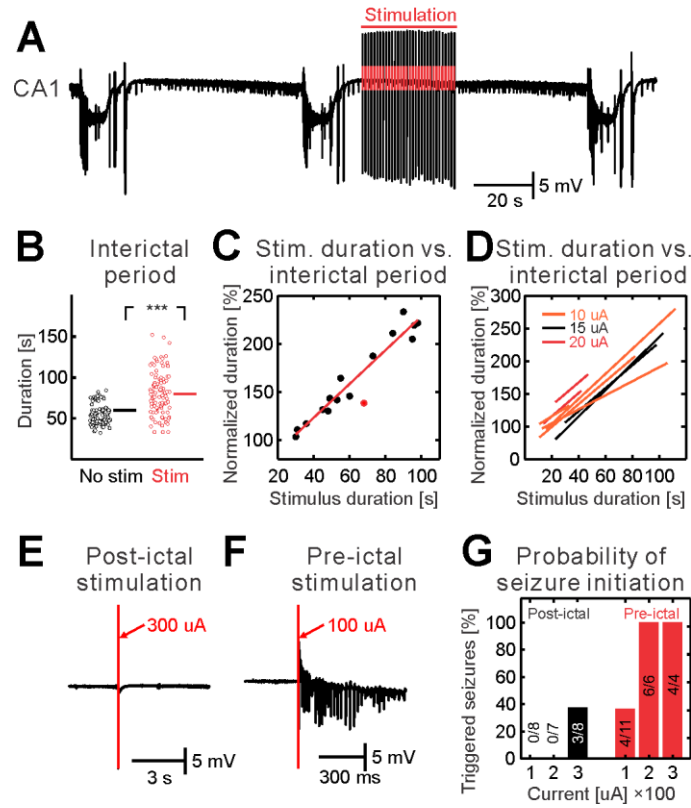 Stimulation
A
CA1
5 mV
20 s
B
Interictal
period
***
Duration [s]
150
100
50
No stim
Stim
C
Stim. duration vs.
interictal period
Normalized duration [%]
250
200
150
100
20
40
60
80
100
Stimulus duration [s]
D
Stim. duration vs.
interictal period
Normalized duration [%]
300
250
200
150
100
50
0
10 uA
15 uA
20 uA
0
20
40
60
80
100
Stimulus duration [s]
E
Post-ictal
stimulation
300 uA
5 mV
3 s
F
Pre-ictal
stimulation
100 uA
5 mV
300 ms
G
Probability of
seizure initiation
Triggered seizures [%]
100
80
60
40
20
0
Post-ictal
Pre-ictal
0/8
0/7
3/8
4/11
6/6
4/4
1
2
3
1
2
3
Current [uA] ×100